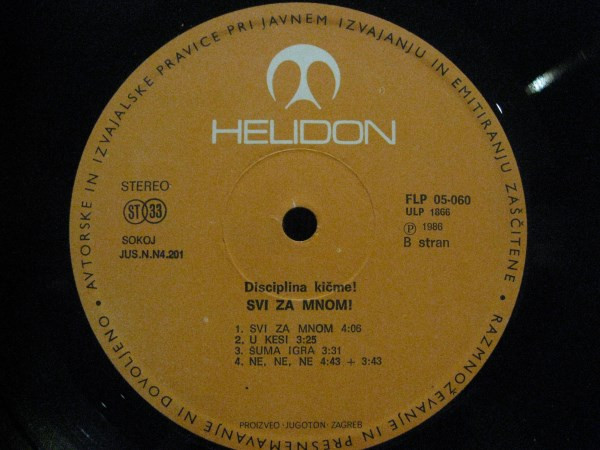 AVTORSKE IN IZVAJALSKE PRAVICE PRI JAVNEM IZVAJANJU IN EMITIRANJU ZAŠČITENE · RAZMNOŽEVANJE IN PRESNEMAVANJE NI DOVOLJENO ·
HELIDON
STEREO
ST 33
SOKOJ
JUS.N.N4.201
FLP 05-060
ULP 1866
Ⓟ 1986
B stran
Disciplina kičme!
SVI ZA MNOM!
1. SVI ZA MNOM 4:06
2. U KESI 3:25
3. ŠUMA IGRA 3:31
4. NE, NE, NE 4:43 + 3:43
PROIZVEO · JUGOTON · ZAGREB